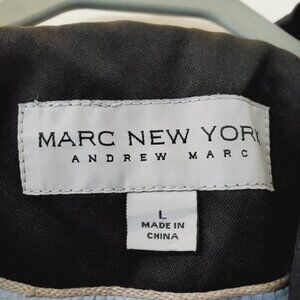 MARC NEW YORK
ANDREW MARC
L
MADE IN
CHINA